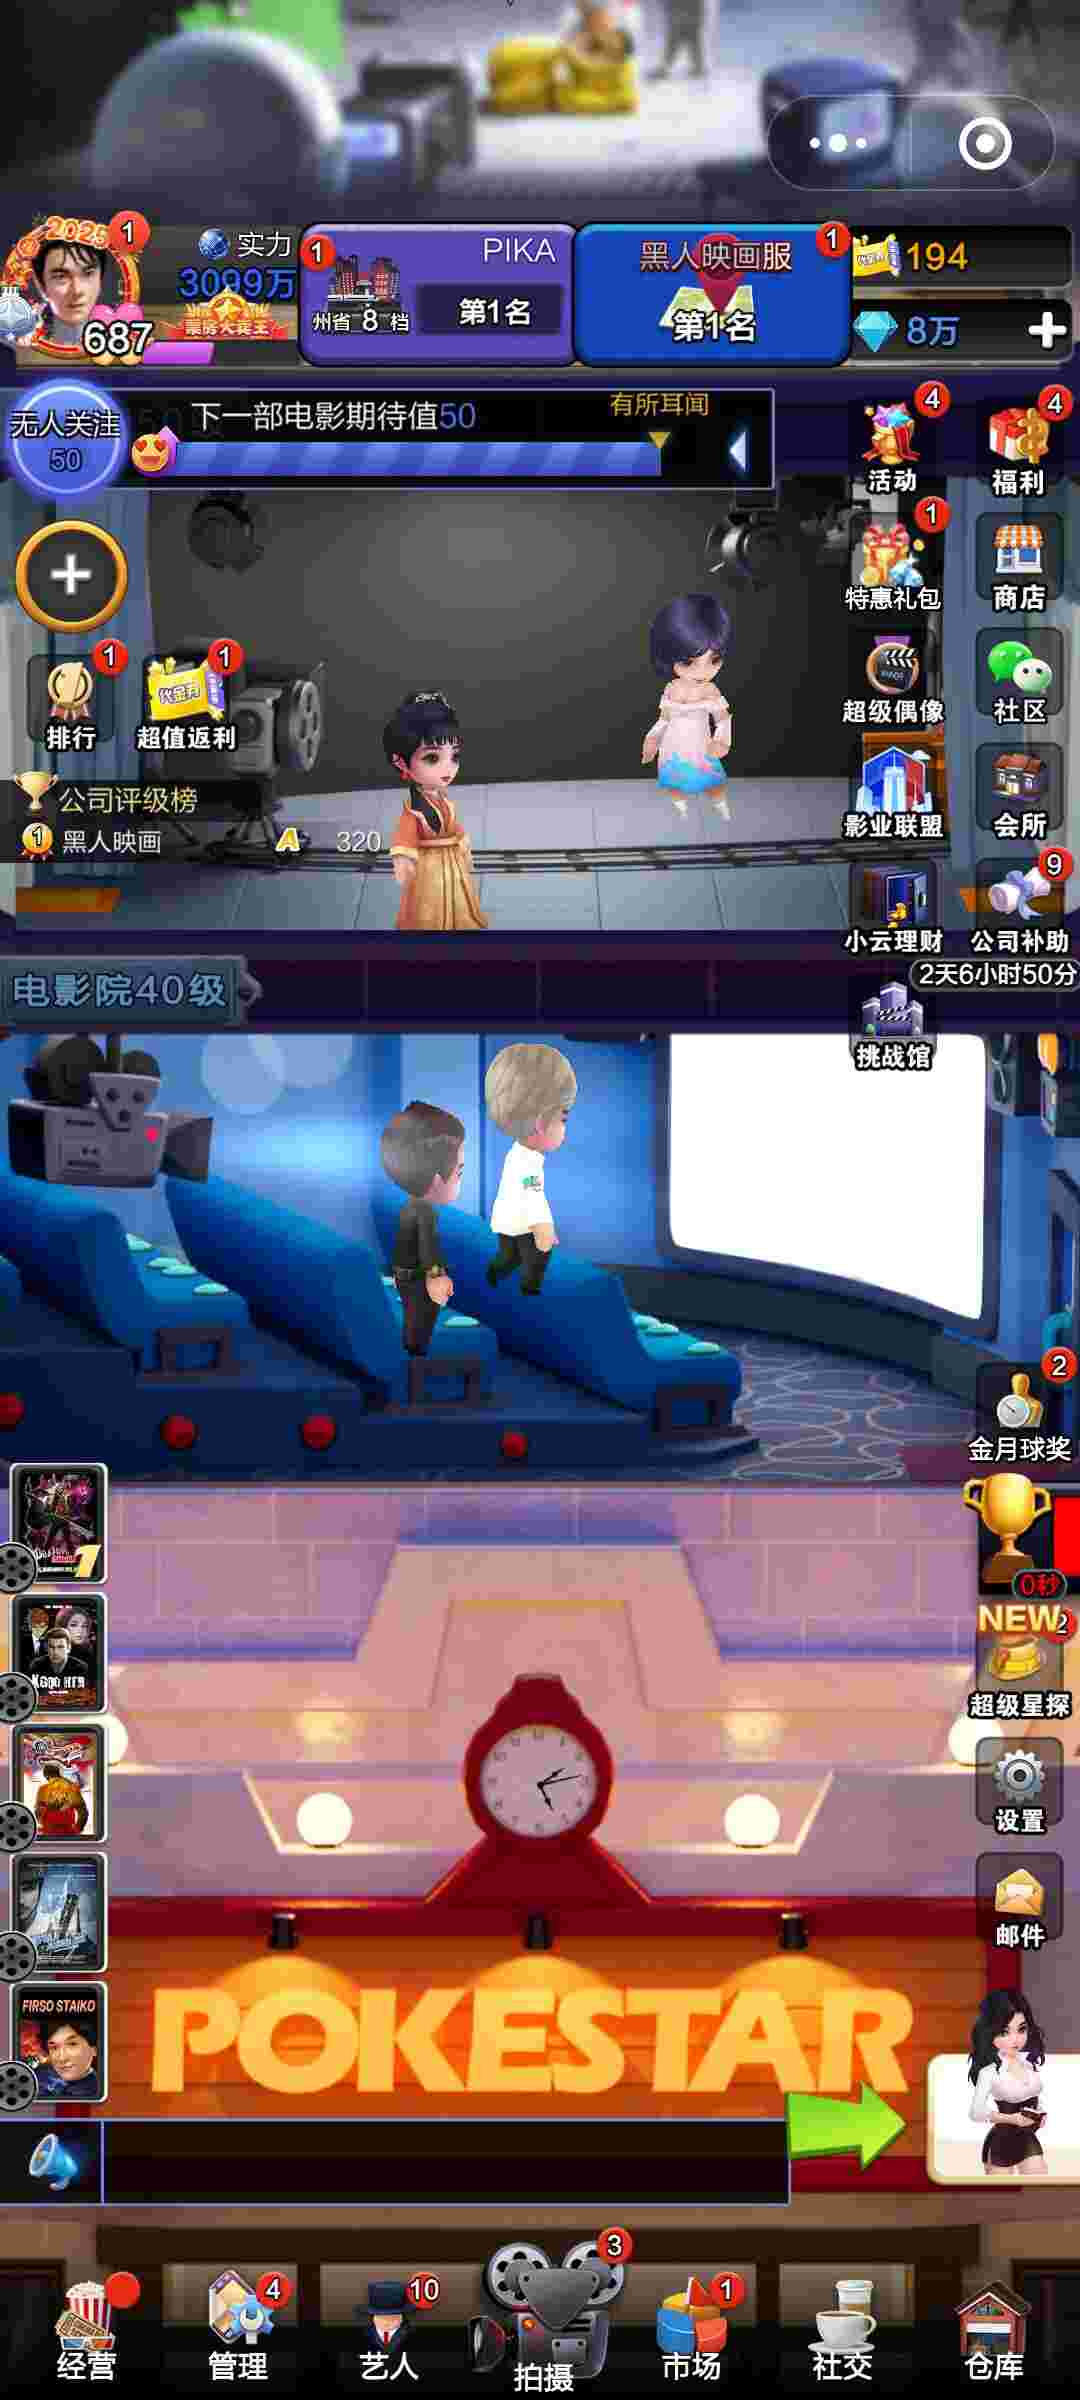 2025
1
687
实力
3099万
票房大卖王
1
PIKA
州省 8 档
第1名
1
黑人映画服
第1名
代金券
194
8万
无人关注
50
下一部电影期待值50
有所耳闻
4
活动
4
福利
1
特惠礼包
商店
1
排行
代金券
1
超值返利
超级偶像
社区
公司评级榜
1
黑人映画
A
320
影业联盟
会所
小云理财
9
公司补助
2天6小时50分
电影院40级
挑战馆
2
金月球奖
1
0秒
NEW
2
超级星探
设置
邮件
FIRSO STAIKO
POKESTAR
经营
4
管理
10
艺人
3
拍摄
1
市场
社交
仓库